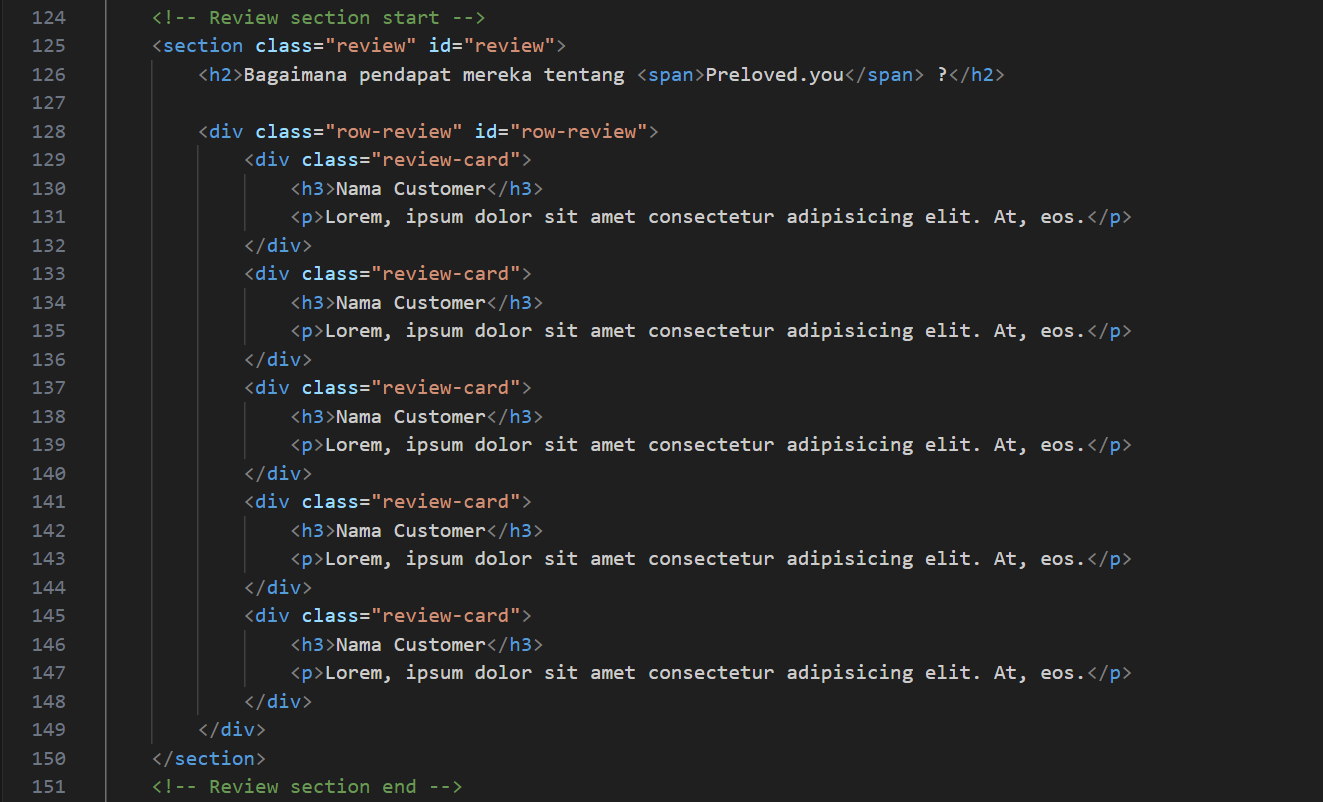 124 <!-- Review section start -->
125 <section class="review" id="review">
126 <h2>Bagaimana pendapat mereka tentang <span>Preloved.you</span> ?</h2>
127
128 <div class="row-review" id="row-review">
129 <div class="review-card">
130 <h3>Nama Customer</h3>
131 <p>Lorem, ipsum dolor sit amet consectetur adipisicing elit. At, eos.</p>
132 </div>
133 <div class="review-card">
134 <h3>Nama Customer</h3>
135 <p>Lorem, ipsum dolor sit amet consectetur adipisicing elit. At, eos.</p>
136 </div>
137 <div class="review-card">
138 <h3>Nama Customer</h3>
139 <p>Lorem, ipsum dolor sit amet consectetur adipisicing elit. At, eos.</p>
140 </div>
141 <div class="review-card">
142 <h3>Nama Customer</h3>
143 <p>Lorem, ipsum dolor sit amet consectetur adipisicing elit. At, eos.</p>
144 </div>
145 <div class="review-card">
146 <h3>Nama Customer</h3>
147 <p>Lorem, ipsum dolor sit amet consectetur adipisicing elit. At, eos.</p>
148 </div>
149 </div>
150 </section>
151 <!-- Review section end -->